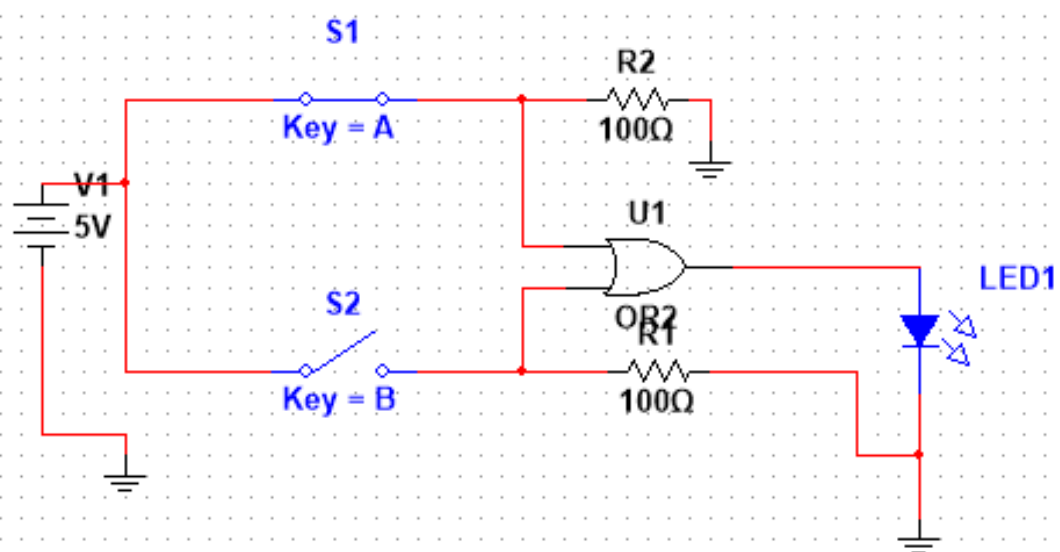 S1
Key = A
R2
100Ω
V1
5V
U1
OR2
S2
Key = B
R1
100Ω
LED1